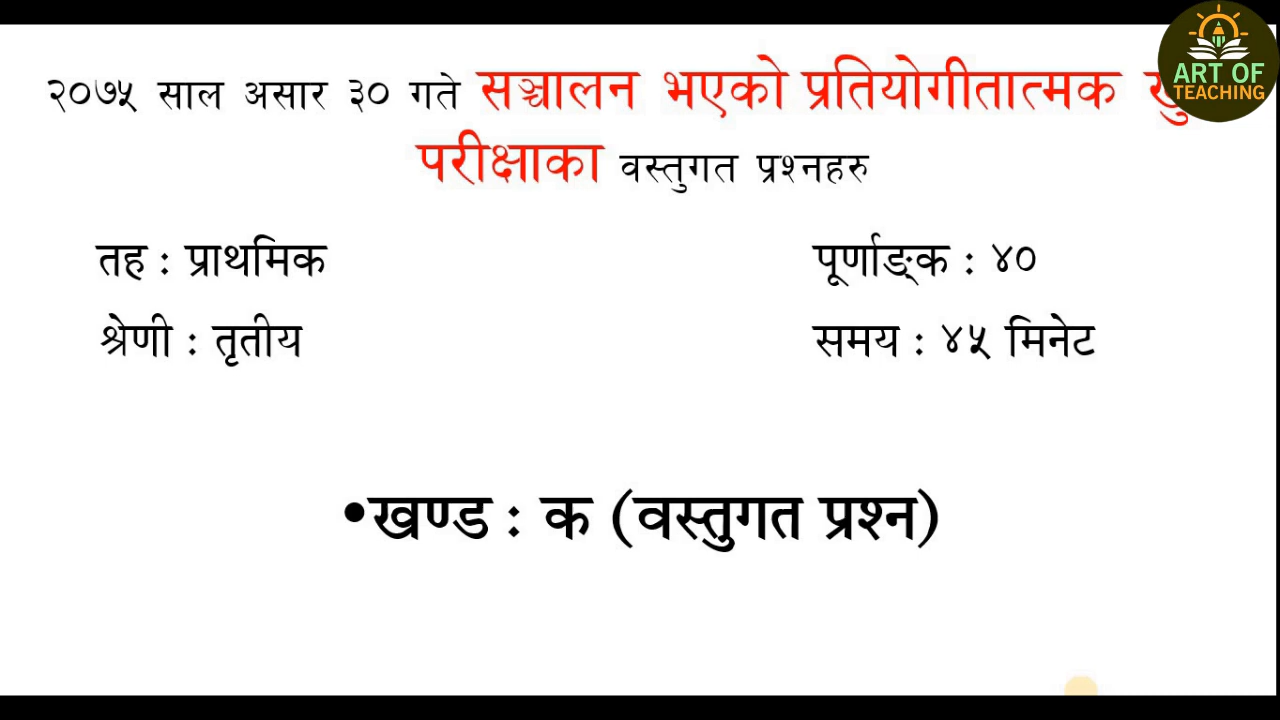 २०७५ साल असार ३० गते सञ्चालन भएको प्रतियोगीतात्मक
परीक्षाका वस्तुगत प्रश्नहरु
ART OF
TEACHING
तह : प्राथमिक
पूर्णाङ्क : ४०
श्रेणी : तृतीय
समय : ४५ मिनेट
•खण्ड : क (वस्तुगत प्रश्न)